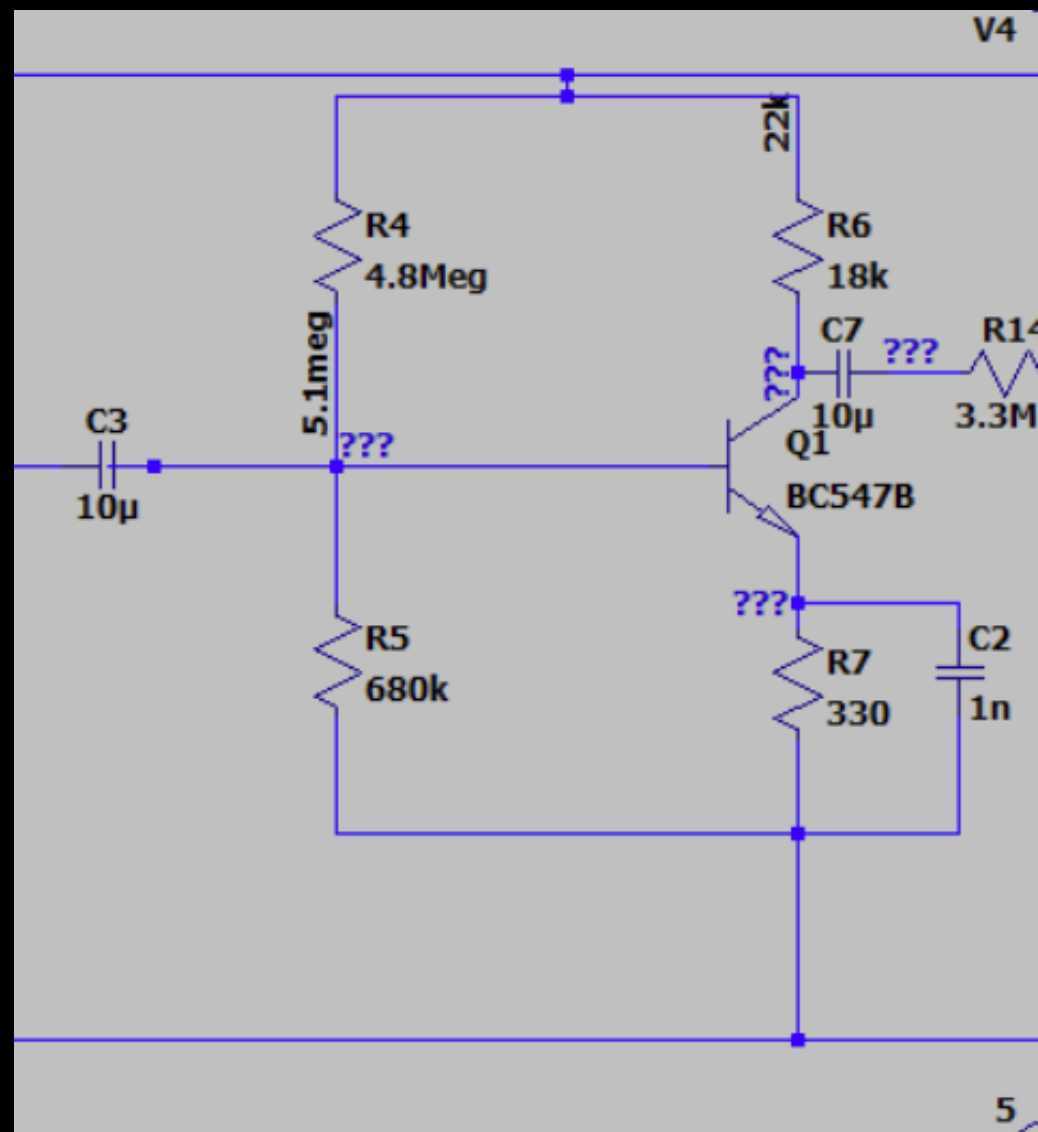 V4
22k
R4
4.8Meg
R6
18k
5.1meg
C7
???
R14
???
10µ
3.3M
C3
10µ
???
Q1
BC547B
???
R5
680k
R7
330
C2
1n
5